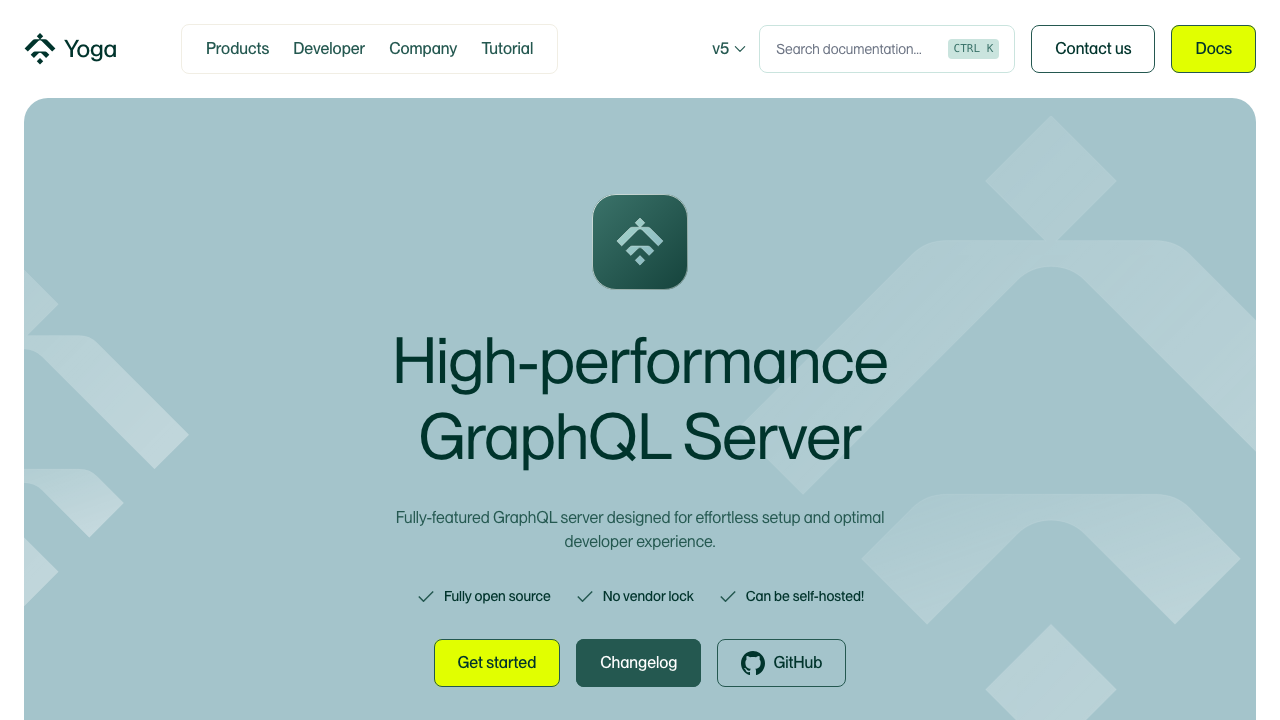 Yoga
Products Developer Company Tutorial
v5
Search documentation...
CTRL K
Contact us
Docs
High-performance
GraphQL Server
Fully-featured GraphQL server designed for effortless setup and optimal
developer experience.
Fully open source
No vendor lock
Can be self-hosted!
Get started
Changelog
GitHub